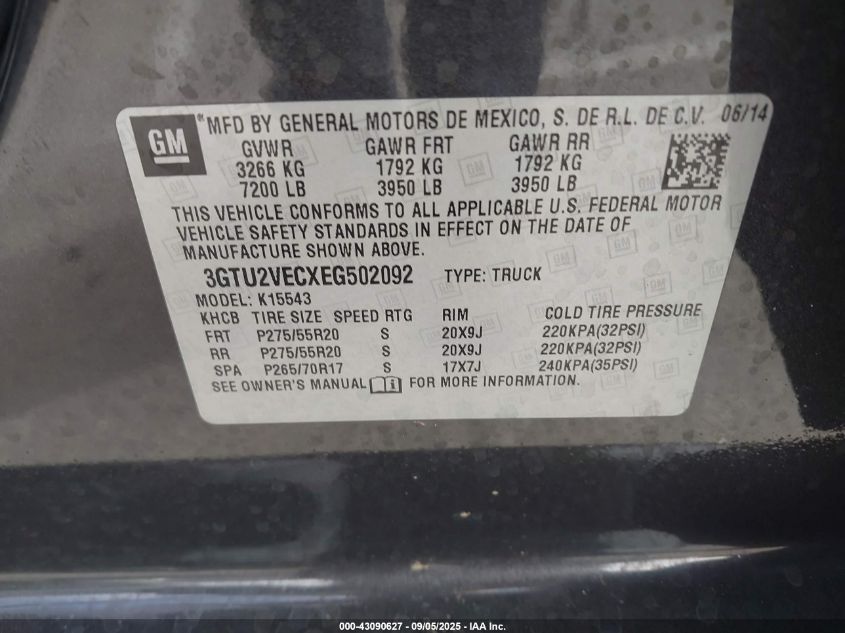 GM ® MFD BY GENERAL MOTORS DE MEXICO, S. DE R.L. DE C.V. 06/14
GVWR GAWR FRT GAWR RR
3266 KG 1792 KG 1792 KG
7200 LB 3950 LB 3950 LB
THIS VEHICLE CONFORMS TO ALL APPLICABLE U.S. FEDERAL MOTOR
VEHICLE SAFETY STANDARDS IN EFFECT ON THE DATE OF
MANUFACTURE SHOWN ABOVE.
3GTU2VECXEG502092 TYPE: TRUCK
MODEL: K15543
KHCB TIRE SIZE SPEED RTG RIM COLD TIRE PRESSURE
FRT P275/55R20 S 20X9J 220KPA(32PSI)
RR P275/55R20 S 20X9J 220KPA(32PSI)
SPA P265/70R17 S 17X7J 240KPA(35PSI)
SEE OWNER'S MANUAL FOR MORE INFORMATION.
000-43090627 - 09/05/2025 - IAA Inc.